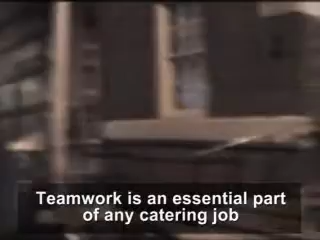 Teamwork is an essential part
of any catering job